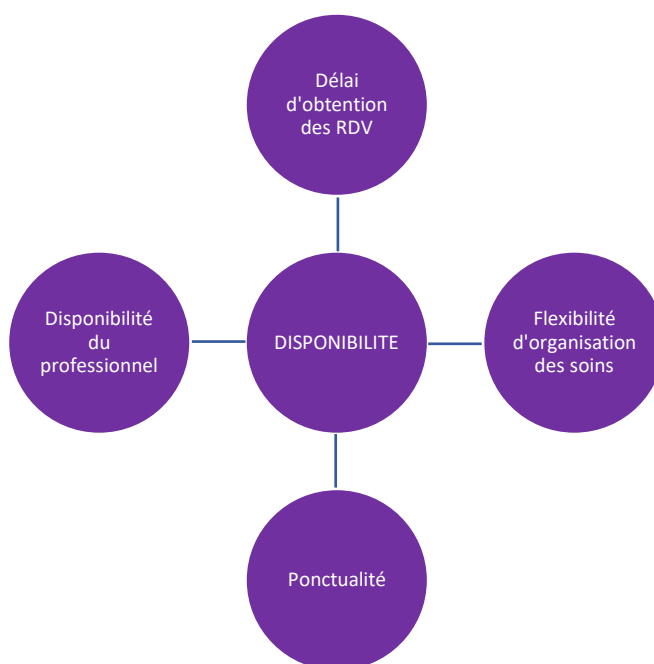 Délai
d'obtention
des RDV
Disponibilité
du
professionnel
DISPONIBILITE
Flexibilité
d'organisation
des soins
Ponctualité